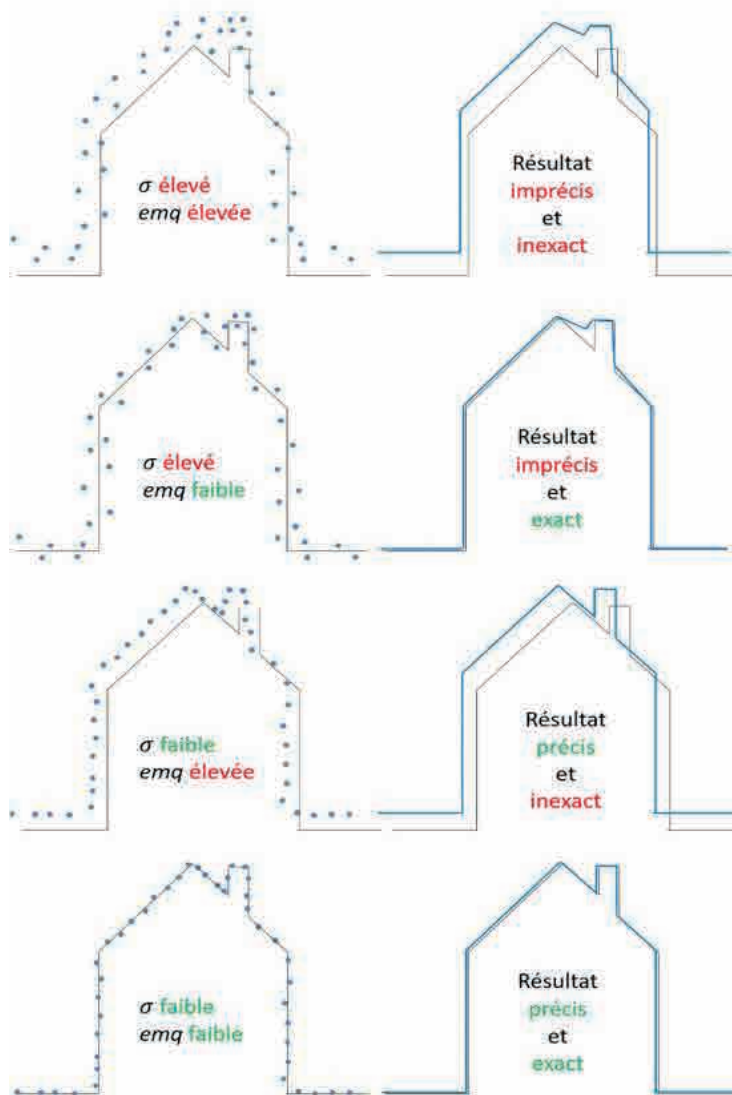 σ élevé
emq élevée
Résultat
imprécis
et
inexact
σ élevé
emq faible
Résultat
imprécis
et
exact
σ faible
emq élevée
Résultat
précis
et
inexact
σ faible
emq faible
Résultat
précis
et
exact